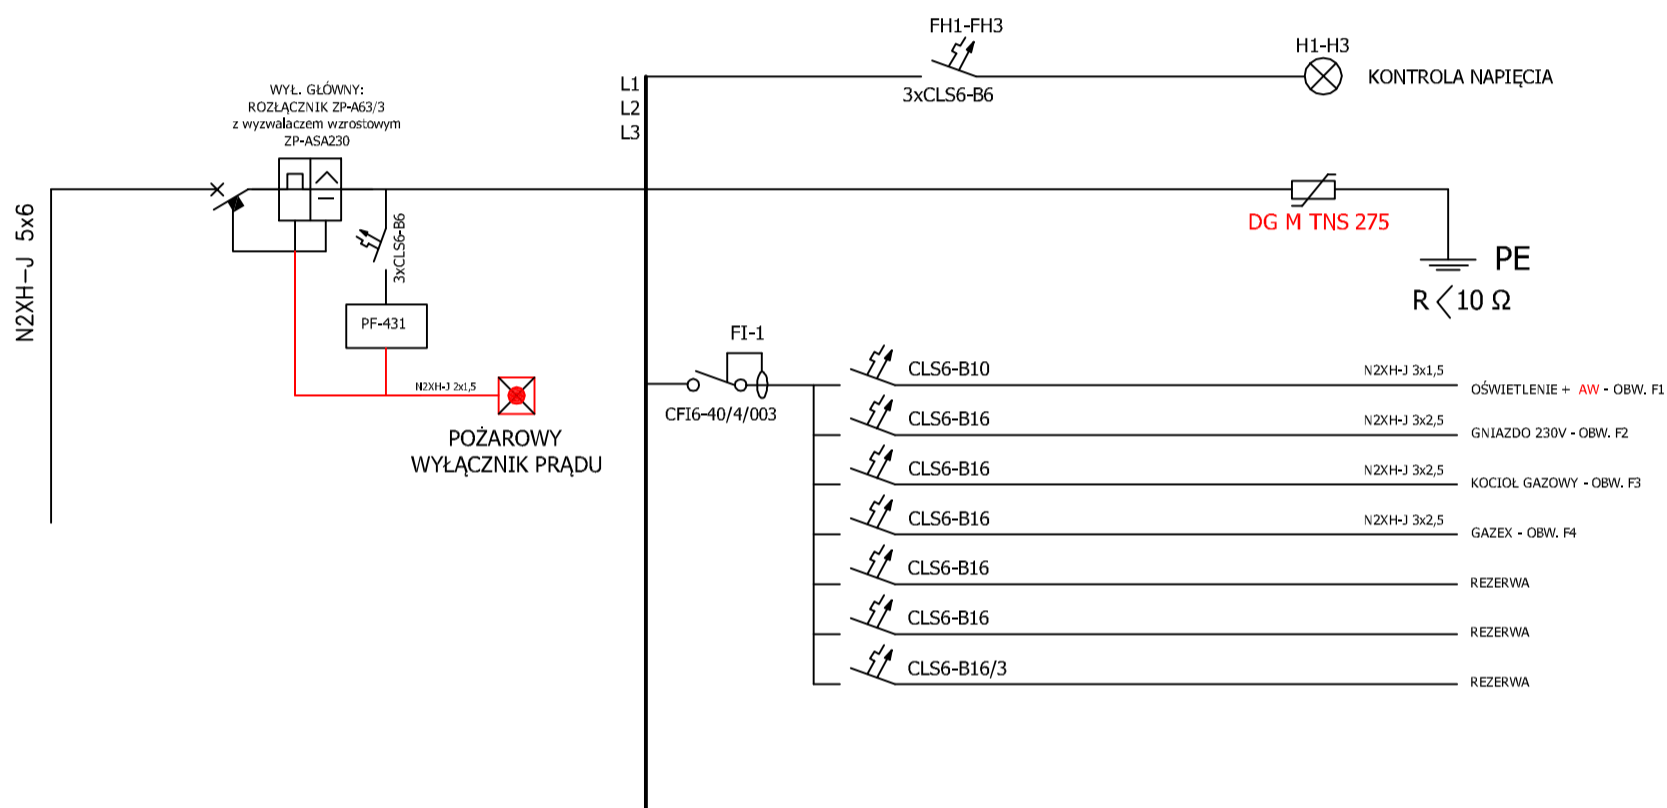 FH1-FH3
H1-H3
L1
L2
L3
3xCLS6-B6
KONTROLA NAPIĘCIA
WYŁ. GŁÓWNY:
ROZŁĄCZNIK ZP-A63/3
z wyzwalaczem wzrostowym
ZP-ASA230
N2XH-J 5x6
3xCLS6-B6
PF-431
N2XH-J 2x1,5
POŻAROWY
WYŁĄCZNIK PRĄDU
DG M TNS 275
PE
R < 10 Ω
FI-1
CFI6-40/4/003
CLS6-B10
N2XH-J 3x1,5
OŚWIETLENIE + AW - OBW. F1
CLS6-B16
N2XH-J 3x2,5
GNIAZDO 230V - OBW. F2
CLS6-B16
N2XH-J 3x2,5
KOCIOŁ GAZOWY - OBW. F3
CLS6-B16
N2XH-J 3x2,5
GAZEX - OBW. F4
CLS6-B16
REZERWA
CLS6-B16
REZERWA
CLS6-B16/3
REZERWA